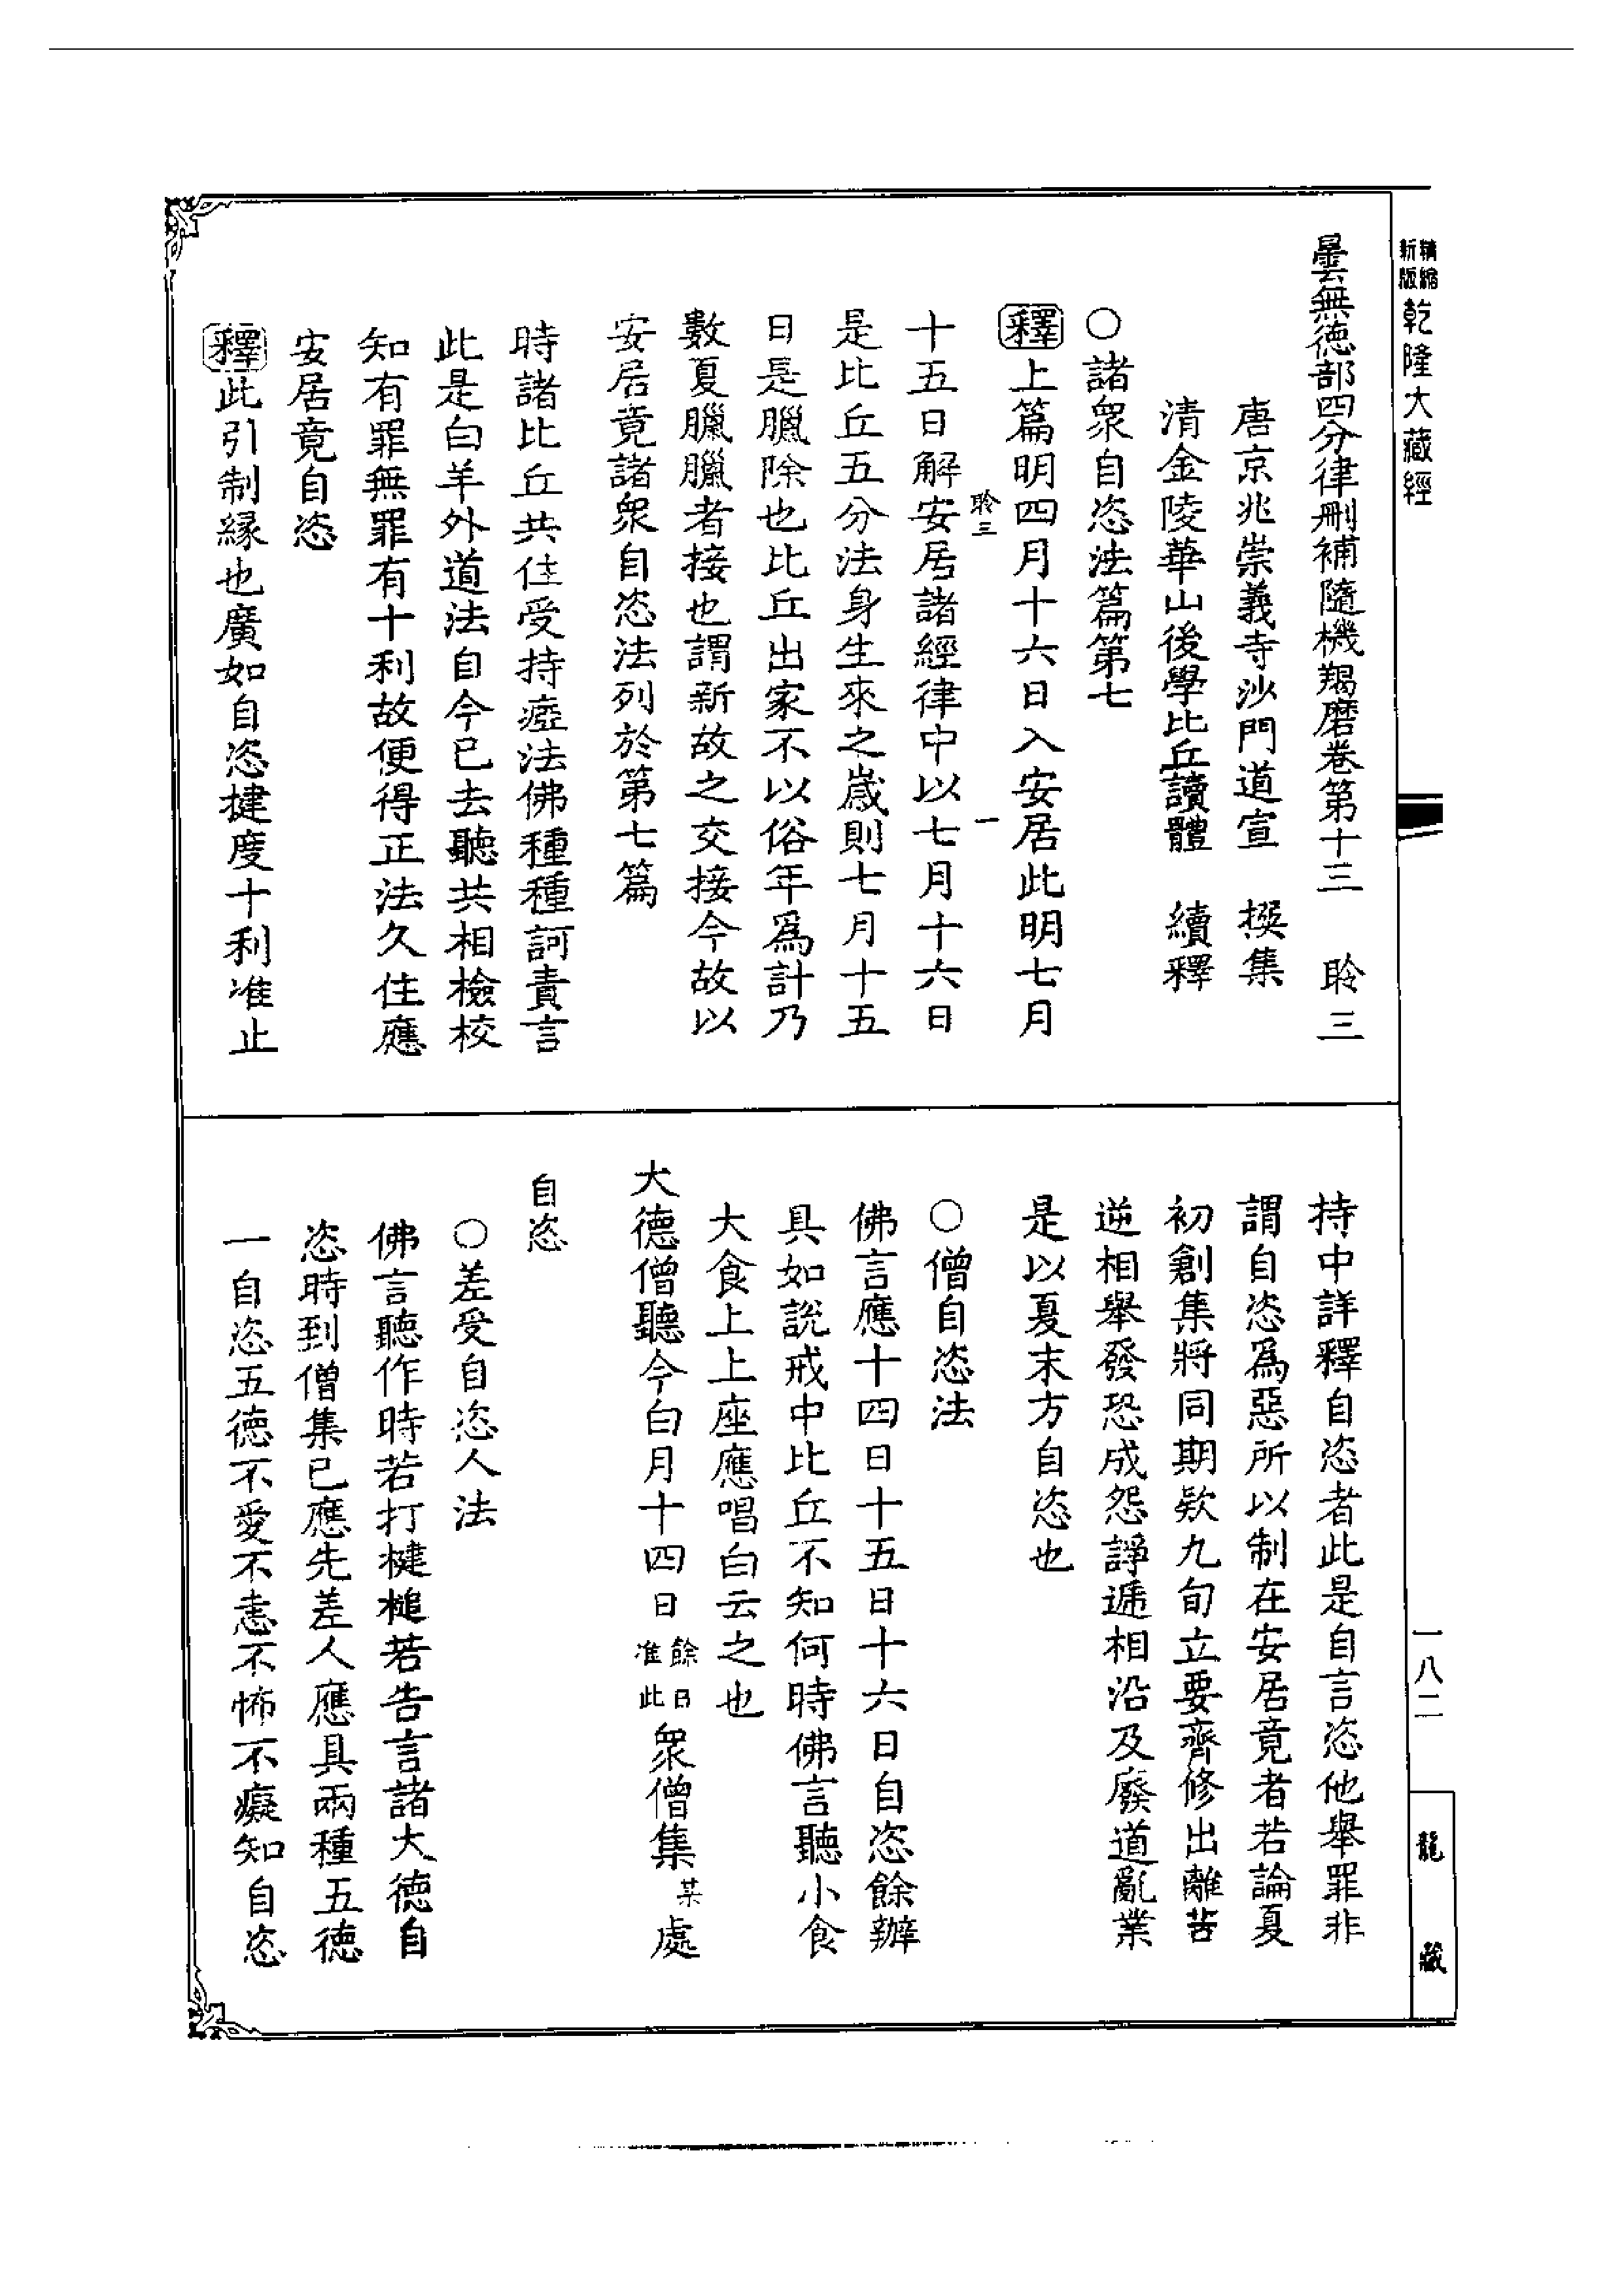 精縮新版乾隆大藏經
曇無德部四分律刪補隨機羯磨卷第十三　聆三
唐京兆崇義寺沙門道宣　撰集
清金陵華山後學比丘讀體　續釋
○諸衆自恣法篇第七
釋上篇明四月十六日入安居此明七月
聆三　一
十五日解安居諸經律中以七月十六日
是比丘五分法身生來之歲則七月十五
日是臘除也比丘出家不以俗年爲計乃
數夏臘臘者接也謂新故之交接今故以
安居竟諸衆自恣法列於第七篇
時諸比丘共住受持瘂法佛種種訶責言
此是白羊外道法自今已去聽共相檢校
知有罪無罪有十利故便得正法久住應
安居竟自恣
釋此引制緣也廣如自恣揵度十利准止
持中詳釋自恣者此是自言恣他舉罪非
謂自恣爲惡所以制在安居竟者若論夏
初創集將同期款九旬立要齊修出離若
逆相舉發恐成怨諍遞相沿及廢道亂業
是以夏末方自恣也
○僧自恣法
佛言應十四日十五日十六日自恣餘辦
具如說戒中比丘不知何時佛言聽小食
大食上上座應唱白云之也
大德僧聽今白月十四日餘日准此衆僧集某處
自恣
○差受自恣人法
佛言聽作時若打揵槌若告言諸大德自
恣時到僧集已應先差人應具兩種五德
一自恣五德不愛不恚不怖不癡知自恣
一八二
龍藏